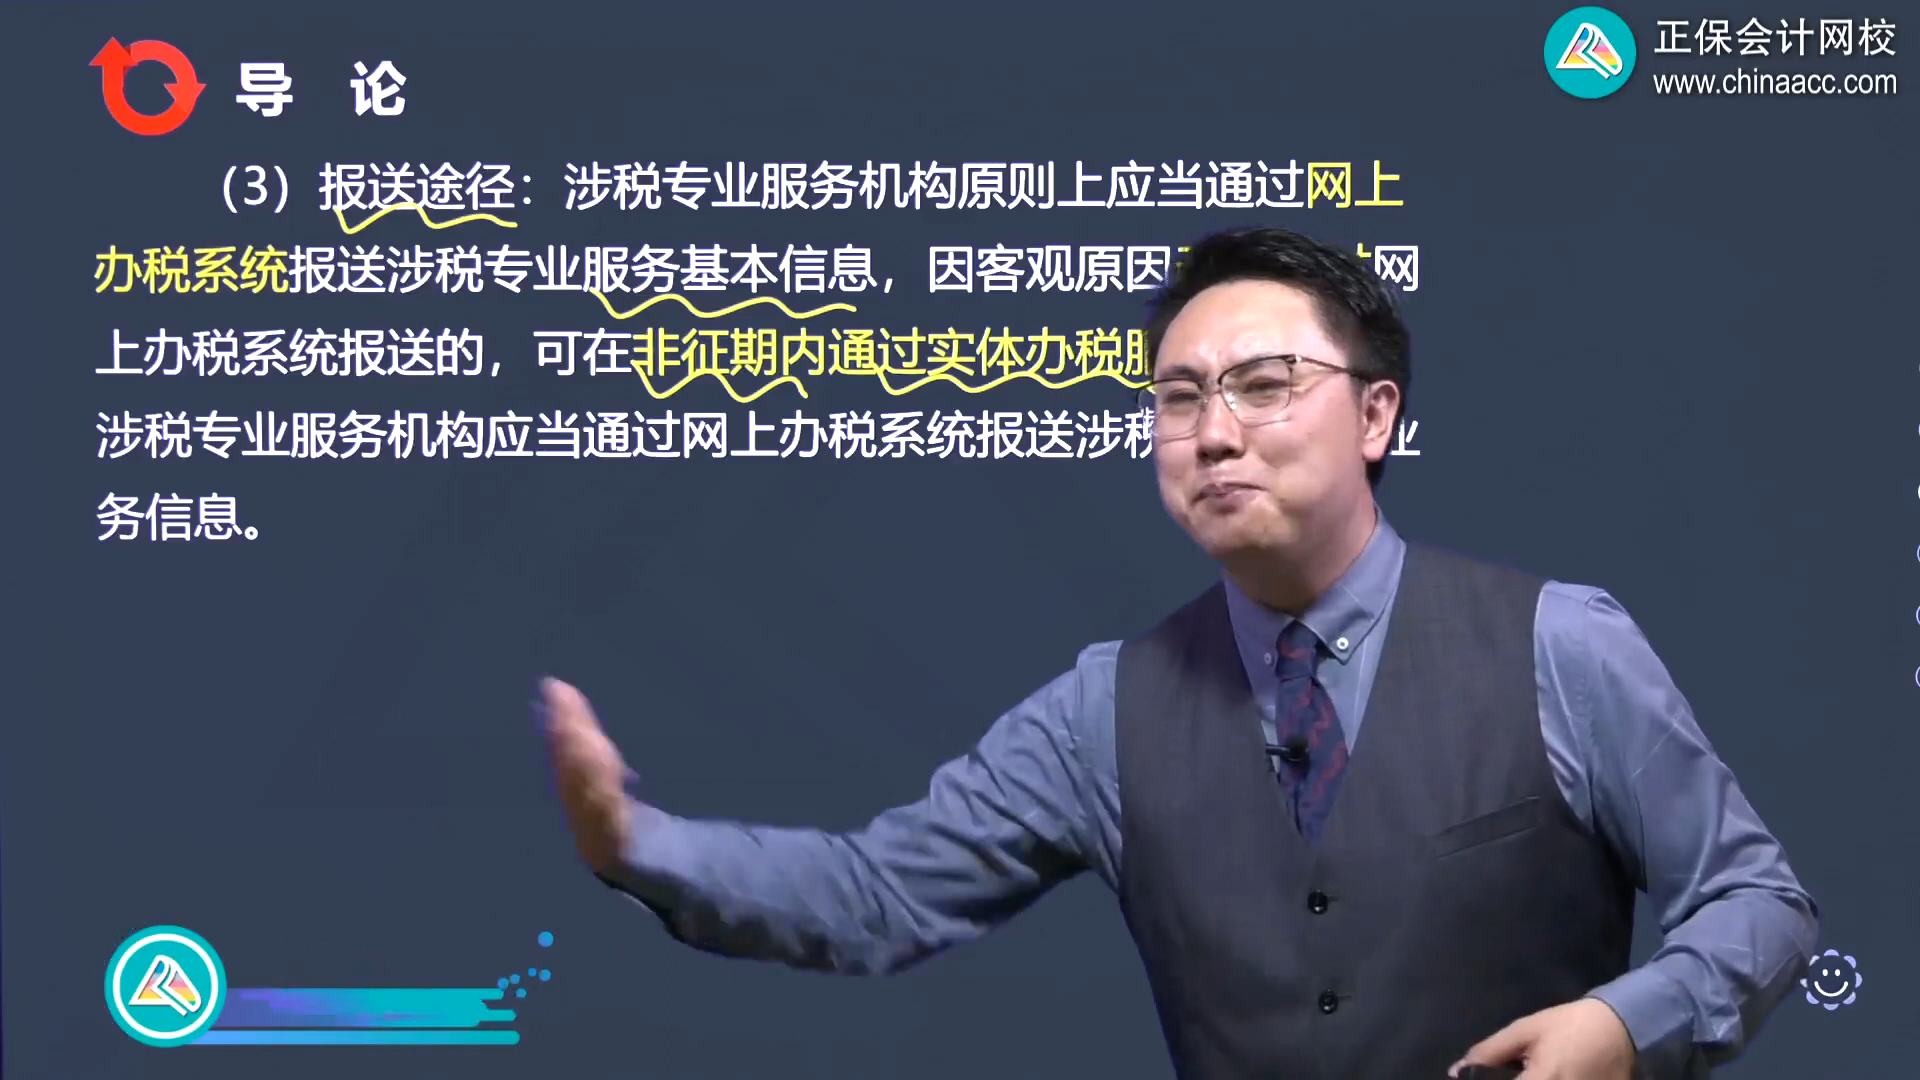 正保会计网校
www.chinaacc.com
导 论
（3）报送途径：涉税专业服务机构原则上应当通过网上
办税系统报送涉税专业服务基本信息，因客观原因 网
上办税系统报送的，可在非征期内通过实体办税
涉税专业服务机构应当通过网上办税系统报送涉 业
务信息。